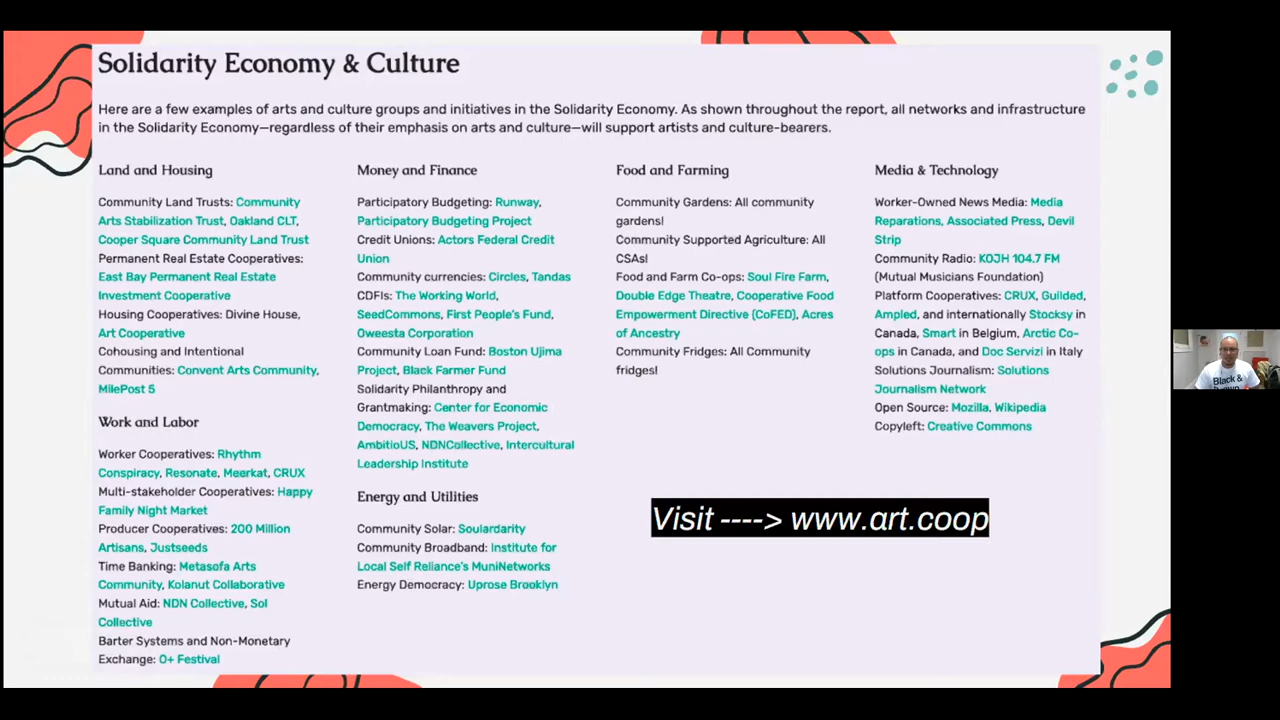 Solidarity Economy & Culture
Here are a few examples of arts and culture groups and initiatives in the Solidarity Economy. As shown throughout the report, all networks and infrastructure
in the Solidarity Economy—regardless of their emphasis on arts and culture—will support artists and culture-bearers.
Land and Housing
Community Land Trusts: Community
Arts Stabilization Trust, Oakland CLT,
Cooper Square Community Land Trust
Permanent Real Estate Cooperatives:
East Bay Permanent Real Estate
Investment Cooperative
Housing Cooperatives: Divine House,
Art Cooperative
Cohousing and Intentional
Communities: Convent Arts Community,
MilePost 5
Work and Labor
Worker Cooperatives: Rhythm
Conspiracy, Resonate, Meerkat, CRUX
Multi-stakeholder Cooperatives: Happy
Family Night Market
Producer Cooperatives: 200 Million
Artisans, Justseeds
Time Banking: Metasofa Arts
Community, Kolanut Collaborative
Mutual Aid: NDN Collective, Sol
Collective
Barter Systems and Non-Monetary
Exchange: O+ Festival
Money and Finance
Participatory Budgeting: Runway,
Participatory Budgeting Project
Credit Unions: Actors Federal Credit
Union
Community currencies: Circles, Tandas
CDFIs: The Working World,
SeedCommons, First People's Fund,
Oweesta Corporation
Community Loan Fund: Boston Ujima
Project, Black Farmer Fund
Solidarity Philanthropy and
Grantmaking: Center for Economic
Democracy, The Weavers Project,
AmbitioUS, NDNCollective, Intercultural
Leadership Institute
Energy and Utilities
Community Solar: Soulardarity
Community Broadband: Institute for
Local Self Reliance's MuniNetworks
Energy Democracy: Uprose Brooklyn
Food and Farming
Community Gardens: All community
gardens!
Community Supported Agriculture: All
CSAs!
Food and Farm Co-ops: Soul Fire Farm,
Double Edge Theatre, Cooperative Food
Empowerment Directive (CoFED), Acres
of Ancestry
Community Fridges: All Community
fridges!
Media & Technology
Worker-Owned News Media: Media
Reparations, Associated Press, Devil
Strip
Community Radio: KOJH 104.7 FM
(Mutual Musicians Foundation)
Platform Cooperatives: CRUX, Guilded,
Ampled, and internationally Stocksy in
Canada, Smart in Belgium, Arctic Co-
ops in Canada, and Doc Servizi in Italy
Solutions Journalism: Solutions
Journalism Network
Open Source: Mozilla, Wikipedia
Copyleft: Creative Commons
Visit ----> www.art.coop
Black &